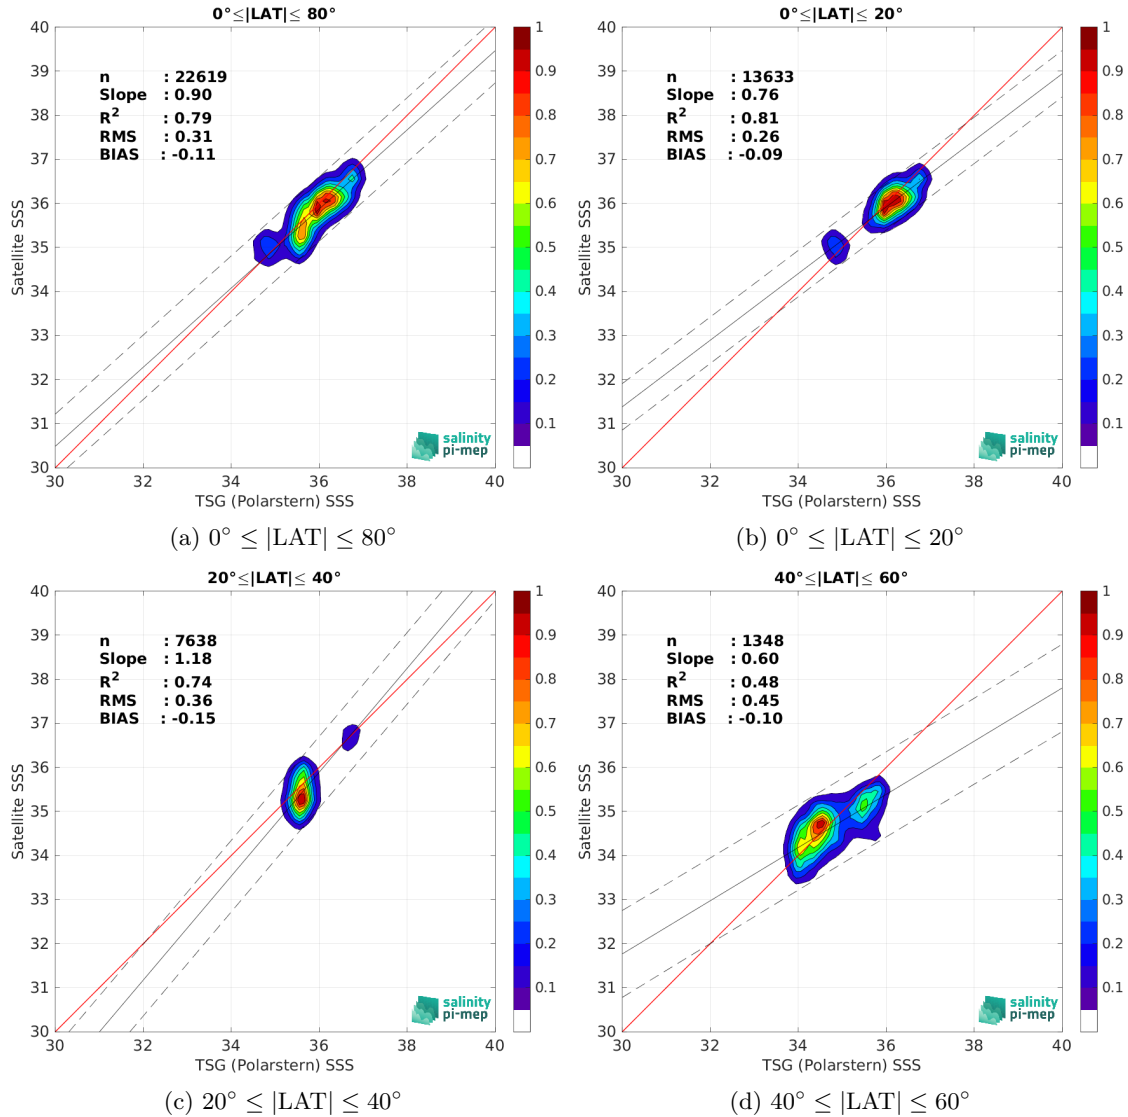 0°≤|LAT|≤ 80°
n : 22619
Slope : 0.90
R² : 0.79
RMS : 0.31
BIAS : -0.11
Satellite SSS
40
39
38
37
36
35
34
33
32
31
30
30 32 34 36 38 40
TSG (Polarstern) SSS
salinity
pi-mep
1
0.9
0.8
0.7
0.6
0.5
0.4
0.3
0.2
0.1
(a) 0° ≤ |LAT| ≤ 80°
0°≤|LAT|≤ 20°
n : 13633
Slope : 0.76
R² : 0.81
RMS : 0.26
BIAS : -0.09
Satellite SSS
40
39
38
37
36
35
34
33
32
31
30
30 32 34 36 38 40
TSG (Polarstern) SSS
salinity
pi-mep
1
0.9
0.8
0.7
0.6
0.5
0.4
0.3
0.2
0.1
(b) 0° ≤ |LAT| ≤ 20°
20°≤|LAT|≤ 40°
n : 7638
Slope : 1.18
R² : 0.74
RMS : 0.36
BIAS : -0.15
Satellite SSS
40
39
38
37
36
35
34
33
32
31
30
30 32 34 36 38 40
TSG (Polarstern) SSS
salinity
pi-mep
1
0.9
0.8
0.7
0.6
0.5
0.4
0.3
0.2
0.1
(c) 20° ≤ |LAT| ≤ 40°
40°≤|LAT|≤ 60°
n : 1348
Slope : 0.60
R² : 0.48
RMS : 0.45
BIAS : -0.10
Satellite SSS
40
39
38
37
36
35
34
33
32
31
30
30 32 34 36 38 40
TSG (Polarstern) SSS
salinity
pi-mep
1
0.9
0.8
0.7
0.6
0.5
0.4
0.3
0.2
0.1
(d) 40° ≤ |LAT| ≤ 60°